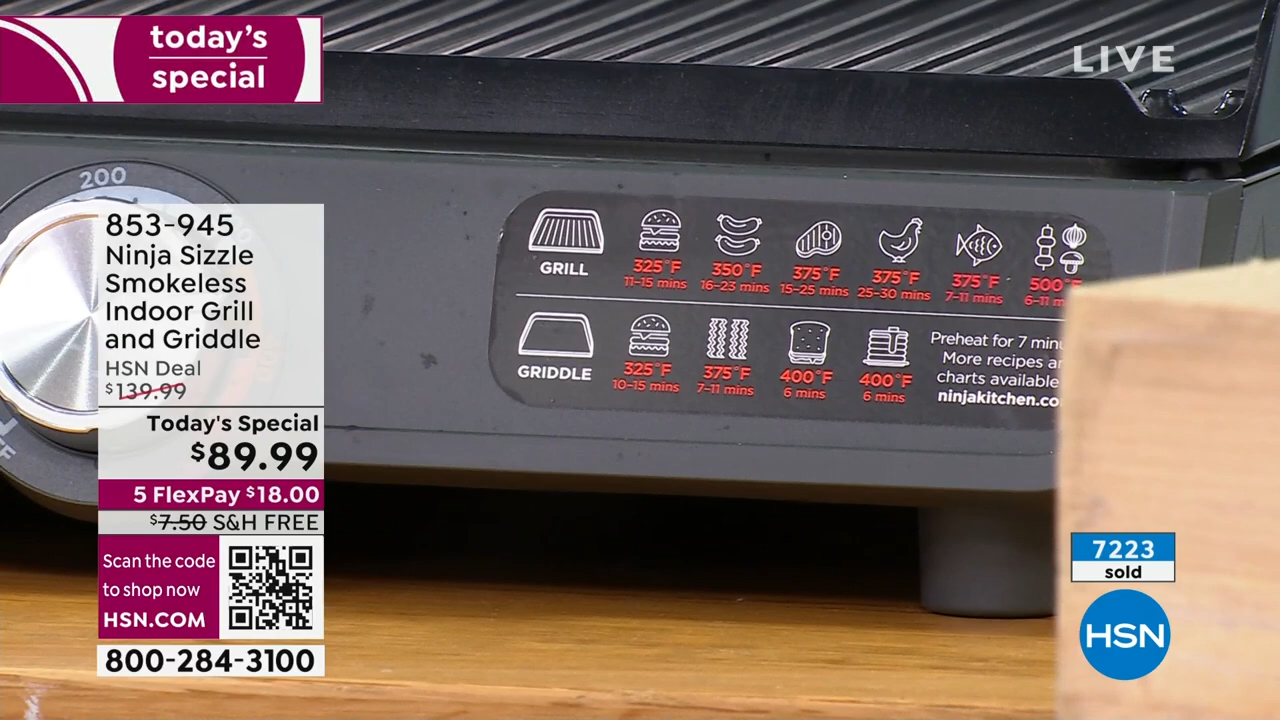 today's
special
LIVE
200
853-945
Ninja Sizzle
Smokeless
Indoor Grill
and Griddle
HSN Deal
$139.99
Today's Special
$89.99
5 FlexPay $18.00
$7.50 S&H FREE
Scan the code
to shop now
HSN.COM
800-284-3100
GRILL
325°F
11-15 mins
350°F
16-23 mins
375°F
15-25 mins
375°F
25-30 mins
375°F
7-11 mins
500°F
6-11 m
GRIDDLE
325°F
10-15 mins
375°F
7-11 mins
400°F
6 mins
400°F
6 mins
Preheat for 7 minu
More recipes a
charts available
ninjakitchen.co
7223
sold
HSN